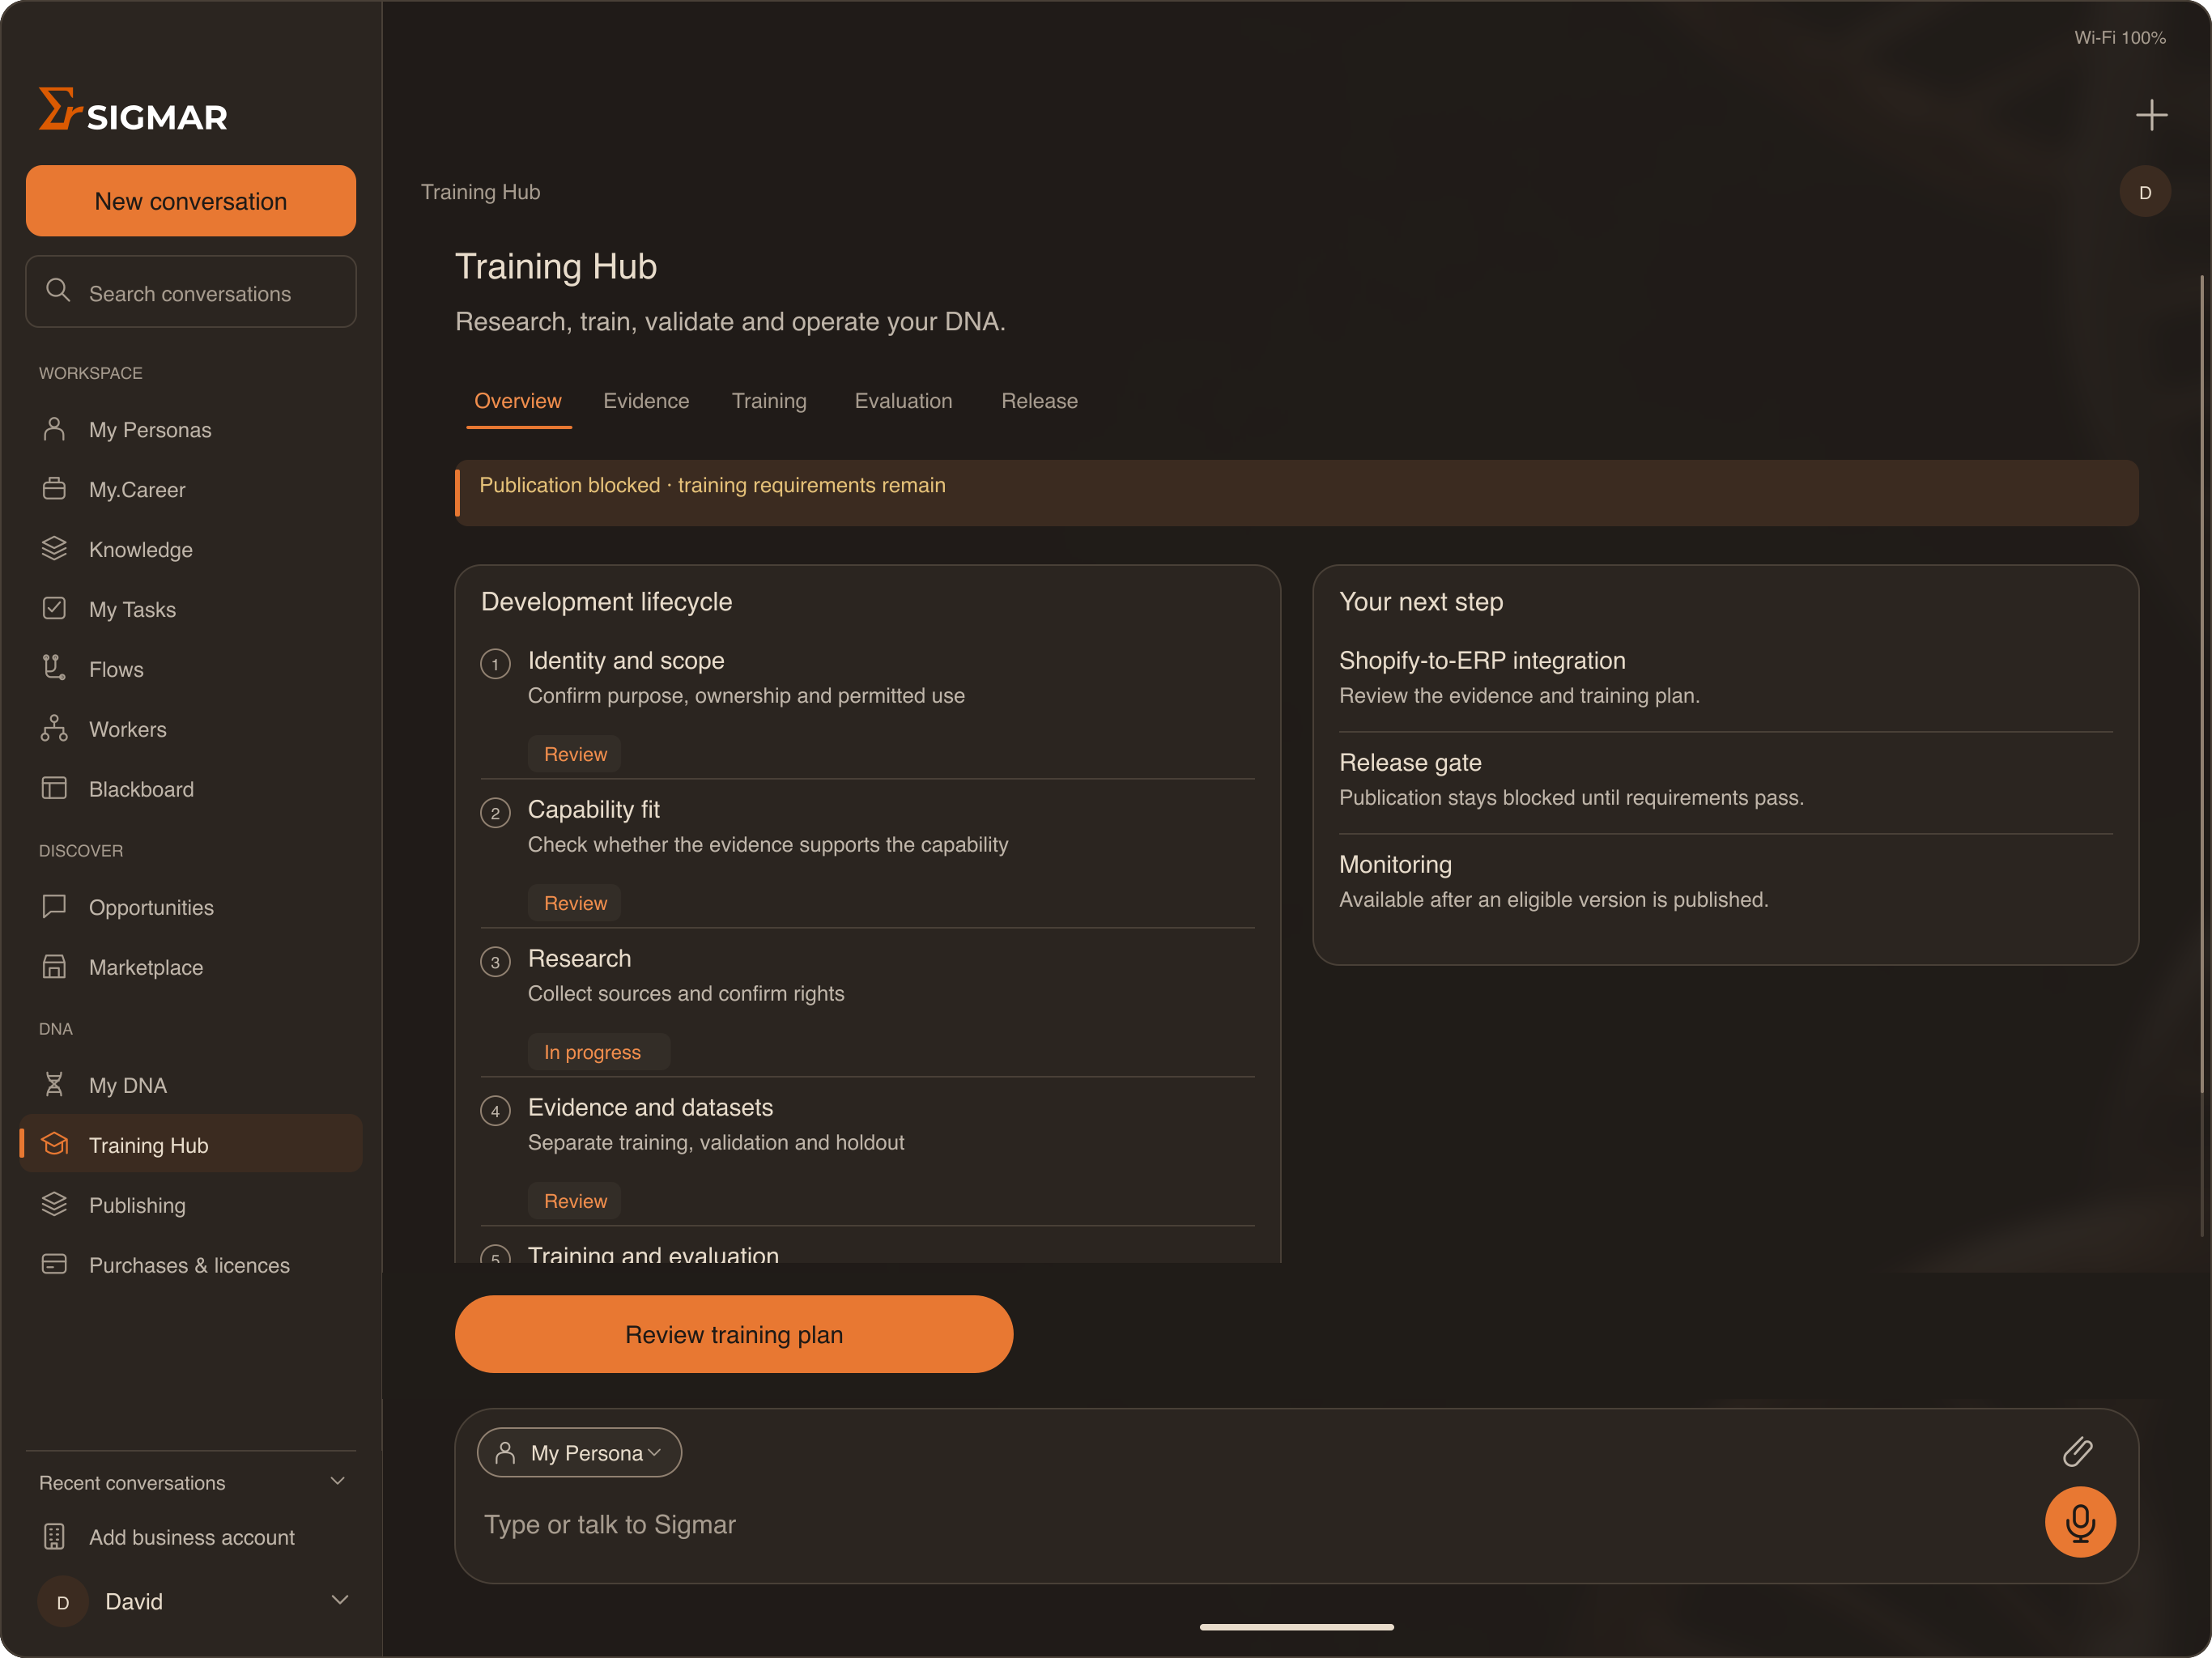 Wi-Fi 100%
Σr SIGMAR
New conversation
Search conversations
WORKSPACE
My Personas
My.Career
Knowledge
My Tasks
Flows
Workers
Blackboard
DISCOVER
Opportunities
Marketplace
DNA
My DNA
Training Hub
Publishing
Purchases & licences
Recent conversations
Add business account
D
David
Training Hub
D
Training Hub
Research, train, validate and operate your DNA.
Overview
Evidence
Training
Evaluation
Release
Publication blocked · training requirements remain
Development lifecycle
1
Identity and scope
Confirm purpose, ownership and permitted use
Review
2
Capability fit
Check whether the evidence supports the capability
Review
3
Research
Collect sources and confirm rights
In progress
4
Evidence and datasets
Separate training, validation and holdout
Review
5
Training and evaluation
Your next step
Shopify-to-ERP integration
Review the evidence and training plan.
Release gate
Publication stays blocked until requirements pass.
Monitoring
Available after an eligible version is published.
Review training plan
My Persona
Type or talk to Sigmar